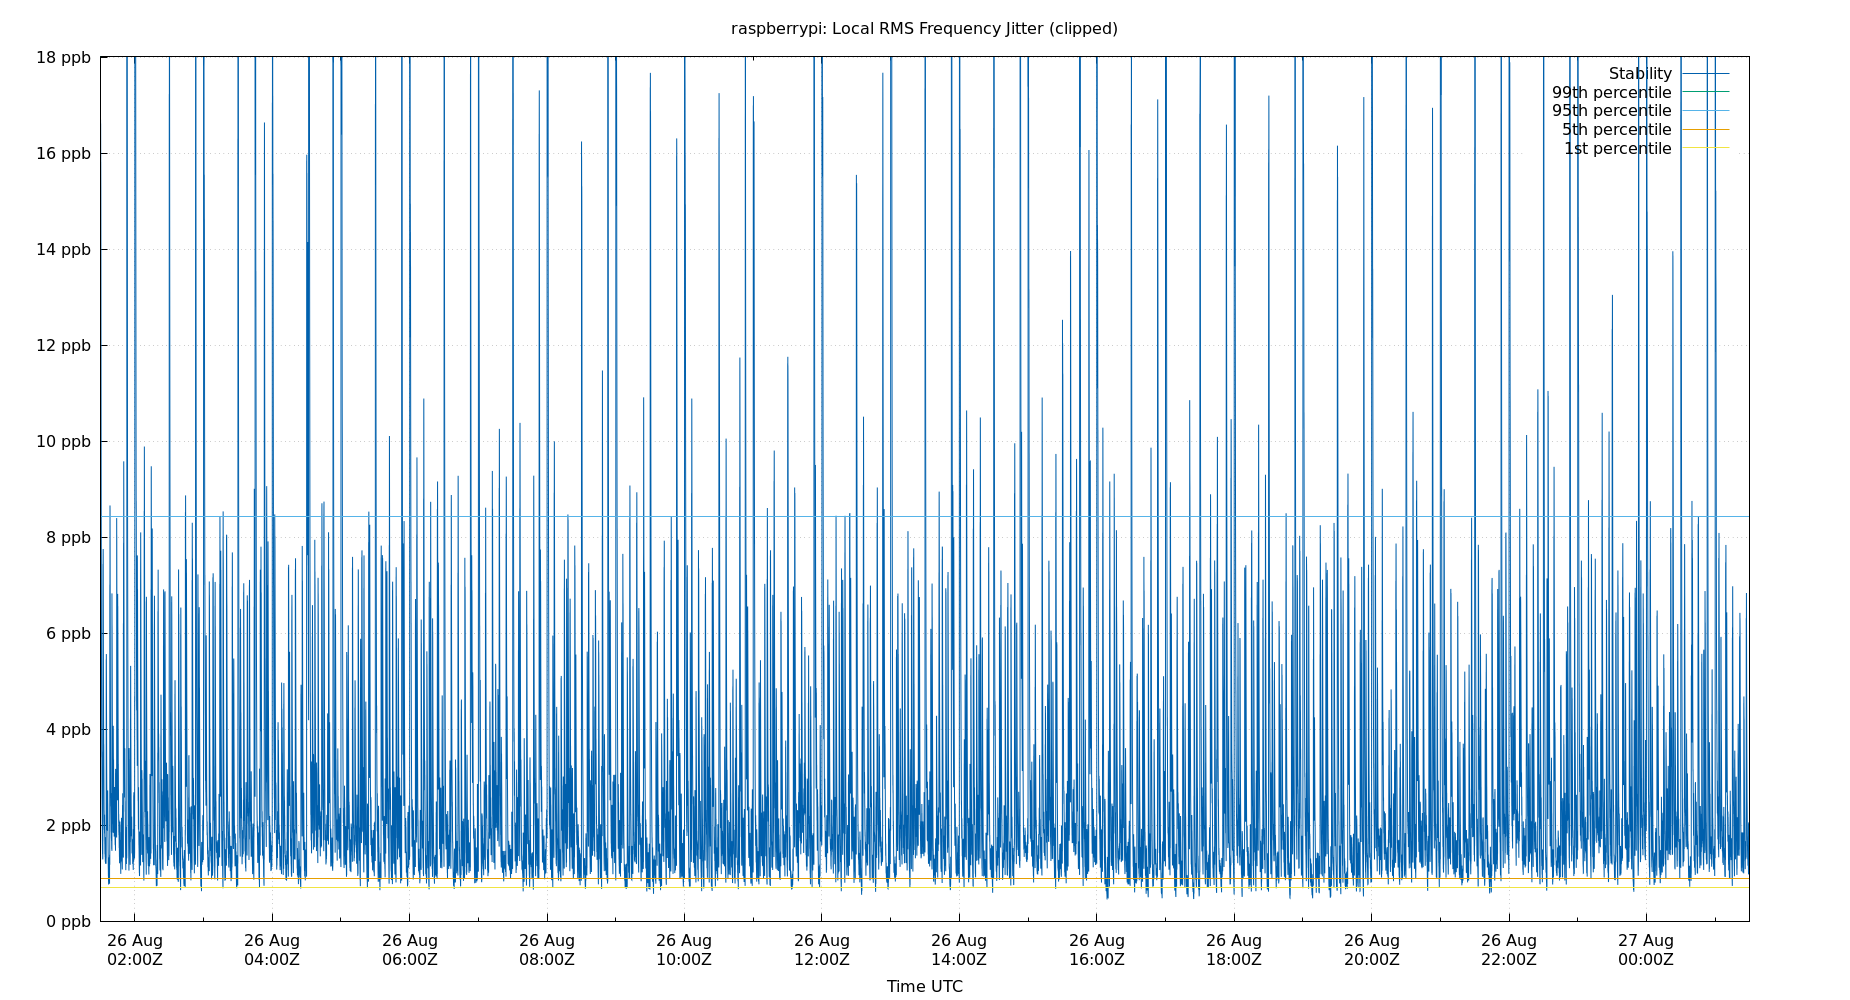 raspberrypi: Local RMS Frequency Jitter (clipped)
18 ppb
16 ppb
14 ppb
12 ppb
10 ppb
8 ppb
6 ppb
4 ppb
2 ppb
0 ppb
Stability
99th percentile
95th percentile
5th percentile
1st percentile
26 Aug 26 Aug 26 Aug 26 Aug 26 Aug 26 Aug 26 Aug 26 Aug 26 Aug 26 Aug 26 Aug 27 Aug
02:00Z 04:00Z 06:00Z 08:00Z 10:00Z 12:00Z 14:00Z 16:00Z 18:00Z 20:00Z 22:00Z 00:00Z
Time UTC